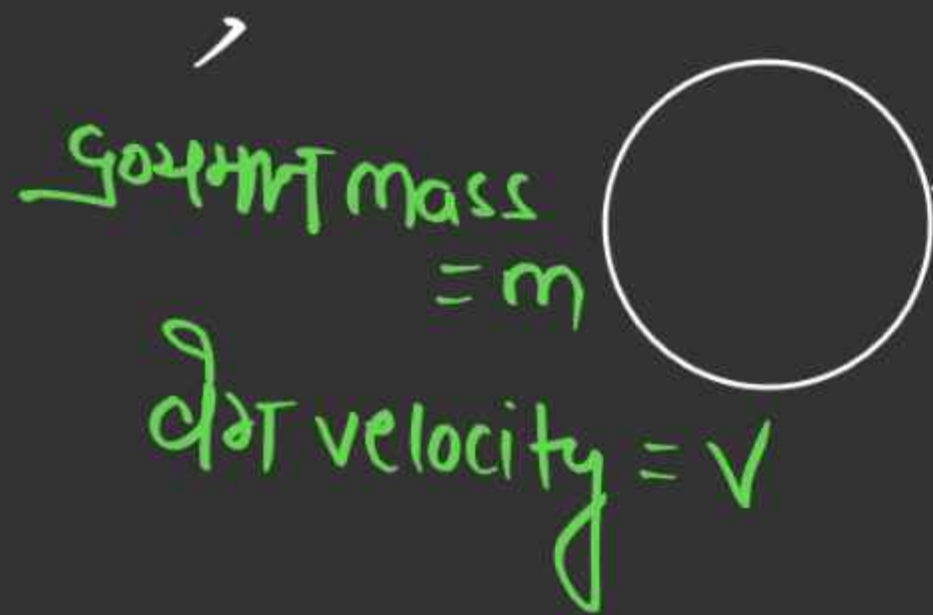 द्रव्यमान mass
= m
वेग velocity = v